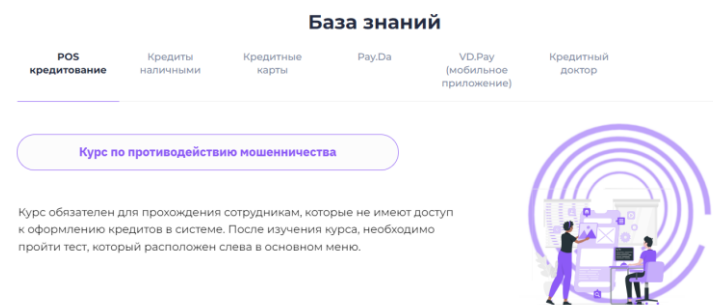 База знаний
POS
кредитование
Кредиты
наличными
Кредитные
карты
Pay.Da
VD.Pay
(мобильное
приложение)
Кредитный
доктор
Курс по противодействию мошенничества
Курс обязателен для прохождения сотрудникам, которые не имеют доступ
к оформлению кредитов в системе. После изучения курса, необходимо
пройти тест, который расположен слева в основном меню.